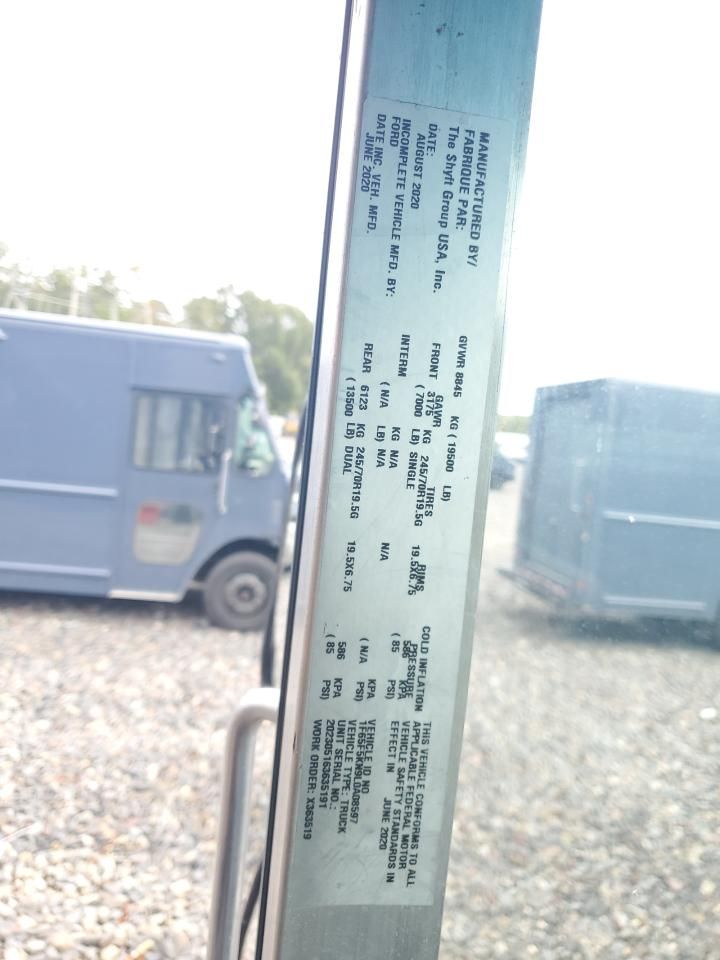 MANUFACTURED BY/
FABRIQUE PAR:
The Shyft Group USA, Inc.
DATE:
AUGUST 2020
INCOMPLETE VEHICLE MFD. BY:
FORD
DATE INC. VEH. MFD.
JUNE 2020
GVWR 8845 KG ( 19500 LB)
GAWR TIRES RIMS
FRONT 3175 KG 245/70R19.5G 19.5X6.75
( 7000 LB) SINGLE
INTERM KG N/A N/A
( N/A LB) N/A
REAR 6123 KG 245/70R19.5G 19.5X6.75
( 13500 LB) DUAL
COLD INFLATION
PRESSURE
586 KPA
( 85 PSI)
KPA
( N/A PSI)
586 KPA
( 85 PSI)
THIS VEHICLE CONFORMS TO ALL
APPLICABLE FEDERAL MOTOR
VEHICLE SAFETY STANDARDS IN
EFFECT IN JUNE 2020
VEHICLE ID NO
1F65F5KN9L0A08597
VEHICLE TYPE: TRUCK
UNIT SERIAL NO.:
202305163635191
WORK ORDER: X363519